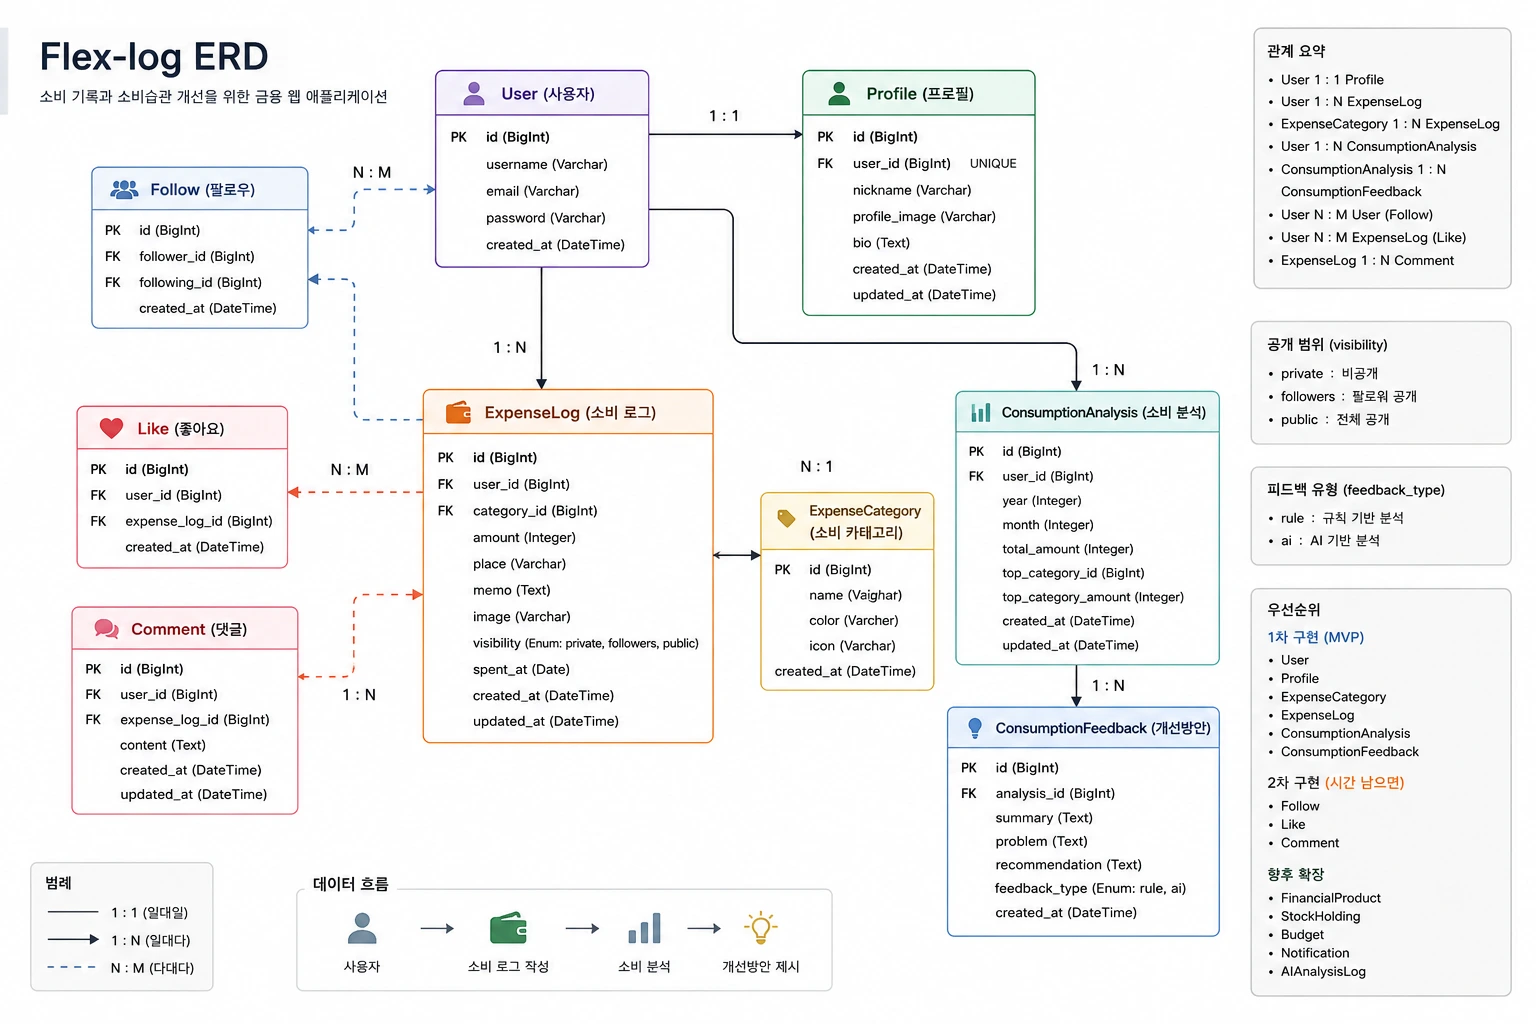 Flex-log ERD
소비 기록과 소비습관 개선을 위한 금융 웹 애플리케이션
User (사용자)
PK id (BigInt)
username (Varchar)
email (Varchar)
password (Varchar)
created_at (DateTime)
1 : 1
Profile (프로필)
PK id (BigInt)
FK user_id (BigInt) UNIQUE
nickname (Varchar)
profile_image (Varchar)
bio (Text)
created_at (DateTime)
updated_at (DateTime)
N : M
Follow (팔로우)
PK id (BigInt)
FK follower_id (BigInt)
FK following_id (BigInt)
created_at (DateTime)
1 : N
1 : N
Like (좋아요)
PK id (BigInt)
FK user_id (BigInt)
FK expense_log_id (BigInt)
created_at (DateTime)
N : M
ExpenseLog (소비 로그)
PK id (BigInt)
FK user_id (BigInt)
FK category_id (BigInt)
amount (Integer)
place (Varchar)
memo (Text)
image (Varchar)
visibility (Enum: private, followers, public)
spent_at (Date)
created_at (DateTime)
updated_at (DateTime)
N : 1
ExpenseCategory
(소비 카테고리)
PK id (BigInt)
name (Vaighar)
color (Varcher)
icon (Varchar)
created_at (DateTime)
ConsumptionAnalysis (소비 분석)
PK id (BigInt)
FK user_id (BigInt)
year (Integer)
month (Integer)
total_amount (Integer)
top_category_id (BigInt)
top_category_amount (Integer)
created_at (DateTime)
updated_at (DateTime)
1 : N
Comment (댓글)
PK id (BigInt)
FK user_id (BigInt)
FK expense_log_id (BigInt)
content (Text)
created_at (DateTime)
updated_at (DateTime)
1 : N
ConsumptionFeedback (개선방안)
PK id (BigInt)
FK analysis_id (BigInt)
summary (Text)
problem (Text)
recommendation (Text)
feedback_type (Enum: rule, ai)
created_at (DateTime)
범례
1 : 1 (일대일)
1 : N (일대다)
N : M (다대다)
데이터 흐름
사용자
소비 로그 작성
소비 분석
개선방안 제시
관계 요약
• User 1 : 1 Profile
• User 1 : N ExpenseLog
• ExpenseCategory 1 : N ExpenseLog
• User 1 : N ConsumptionAnalysis
• ConsumptionAnalysis 1 : N
ConsumptionFeedback
• User N : M User (Follow)
• User N : M ExpenseLog (Like)
• ExpenseLog 1 : N Comment
공개 범위 (visibility)
• private : 비공개
• followers : 팔로워 공개
• public : 전체 공개
피드백 유형 (feedback_type)
• rule : 규칙 기반 분석
• ai : AI 기반 분석
우선순위
1차 구현 (MVP)
• User
• Profile
• ExpenseCategory
• ExpenseLog
• ConsumptionAnalysis
• ConsumptionFeedback
2차 구현 (시간 남으면)
• Follow
• Like
• Comment
향후 확장
• FinancialProduct
• StockHolding
• Budget
• Notification
• AIAnalysisLog